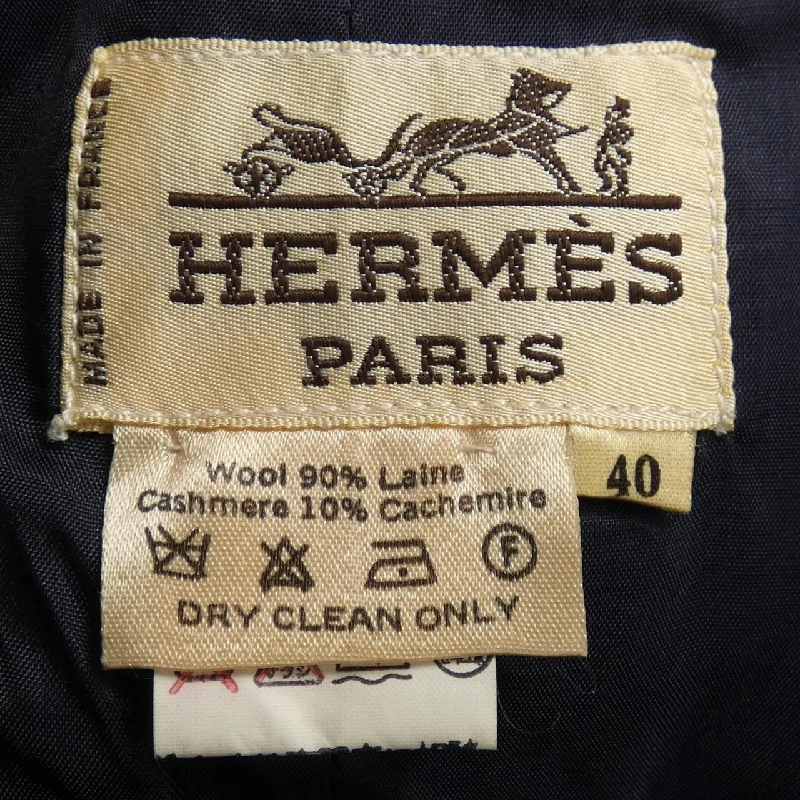 MADE IN FRANCE
HERMÈS
PARIS
40
Wool 90% Laine
Cashmere 10% Cachemire
F
DRY CLEAN ONLY